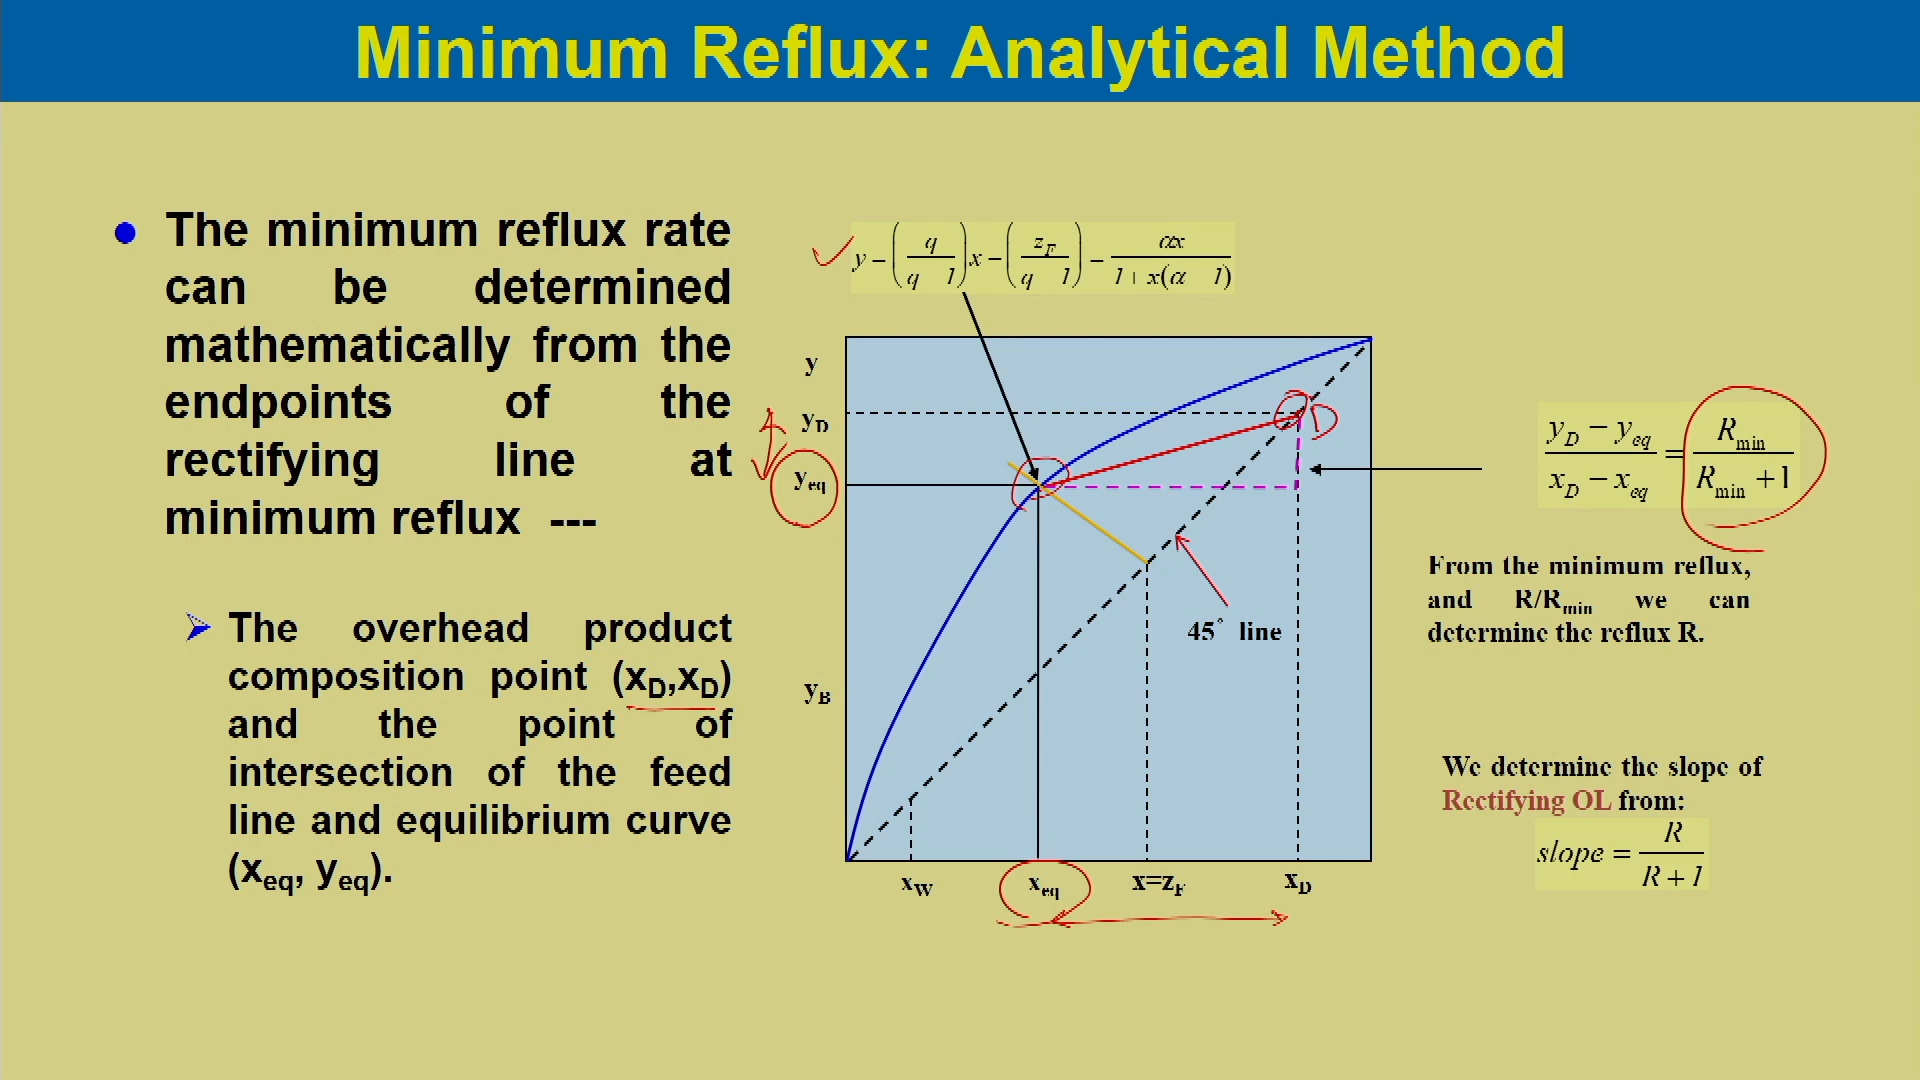 Minimum Reflux: Analytical Method
The minimum reflux rate
can be determined
mathematically from the
endpoints of the
rectifying line at
minimum reflux ---
The overhead product
composition point (x_D,x_D)
and the point of
intersection of the feed
line and equilibrium curve
(x_eq, y_eq).
y = (q / (q - 1)) x - (z_F / (q - 1)) = αx / (1 + x(α - 1))
y
y_D
y_eq
y_B
45° line
x_W
x_eq
x=z_F
x_D
D
(y_D − y_eq) / (x_D − x_eq) = R_min / (R_min + 1)
From the minimum reflux,
and R/R_min we can
determine the reflux R.
We determine the slope of
Rectifying OL from:
slope = R / (R + 1)